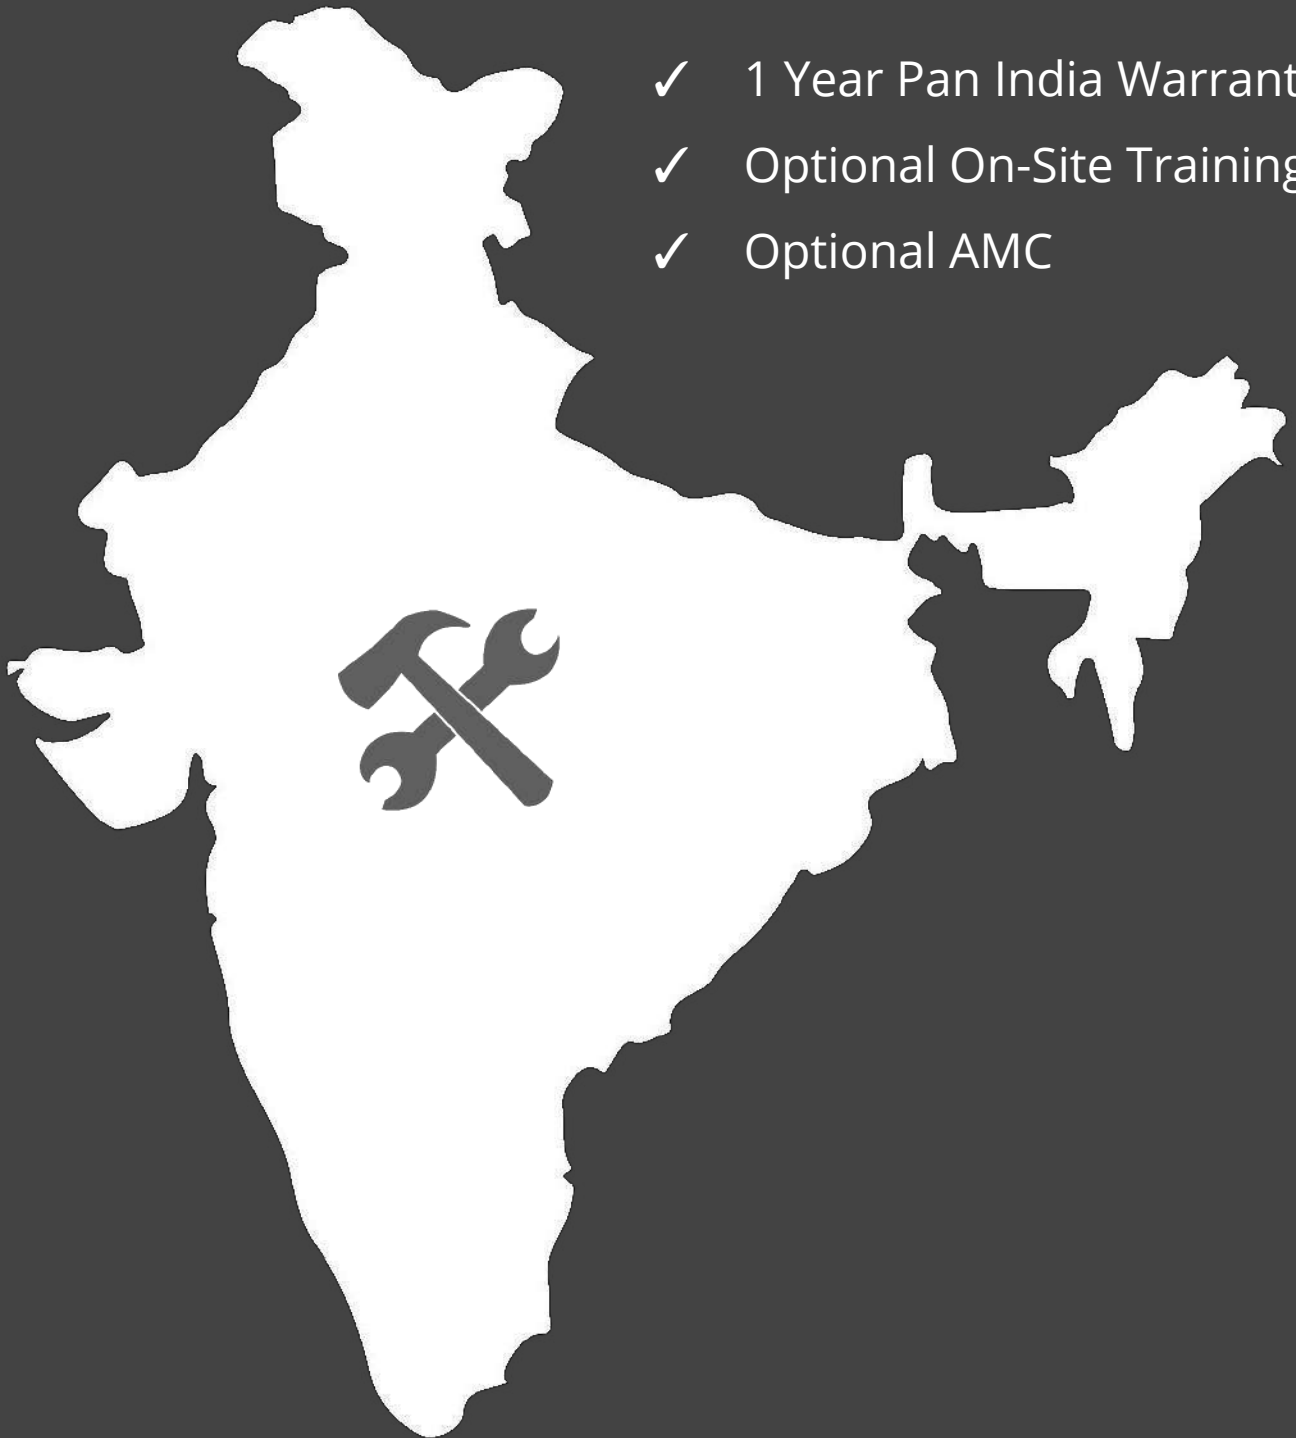 ✓ 1 Year Pan India Warrant
✓ Optional On-Site Training
✓ Optional AMC